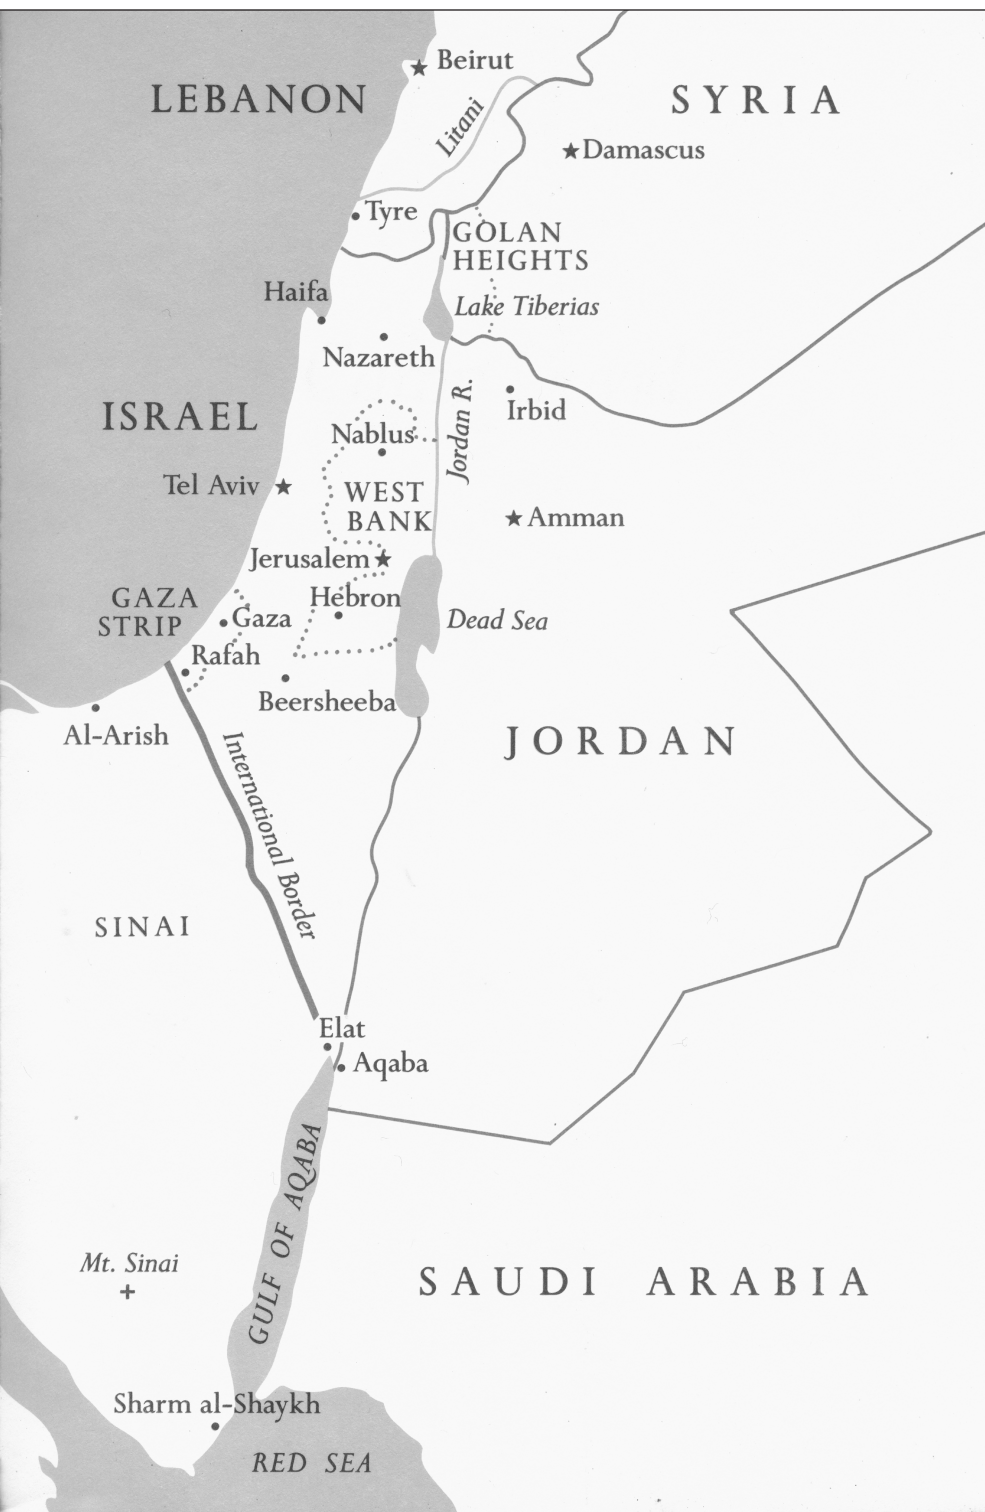 Beirut
LEBANON
SYRIA
Litani
Damascus
Tyre
GOLAN
HEIGHTS
Haifa
Lake Tiberias
Nazareth
Jordan R.
Irbid
ISRAEL
Nablus
Tel Aviv
WEST
BANK
Amman
Jerusalem
GAZA
STRIP
Hebron
Gaza
Dead Sea
Rafah
Beersheeba
Al-Arish
International Border
JORDAN
SINAI
Elat
Aqaba
GULF OF AQABA
Mt. Sinai
SAUDI ARABIA
Sharm al-Shaykh
RED SEA